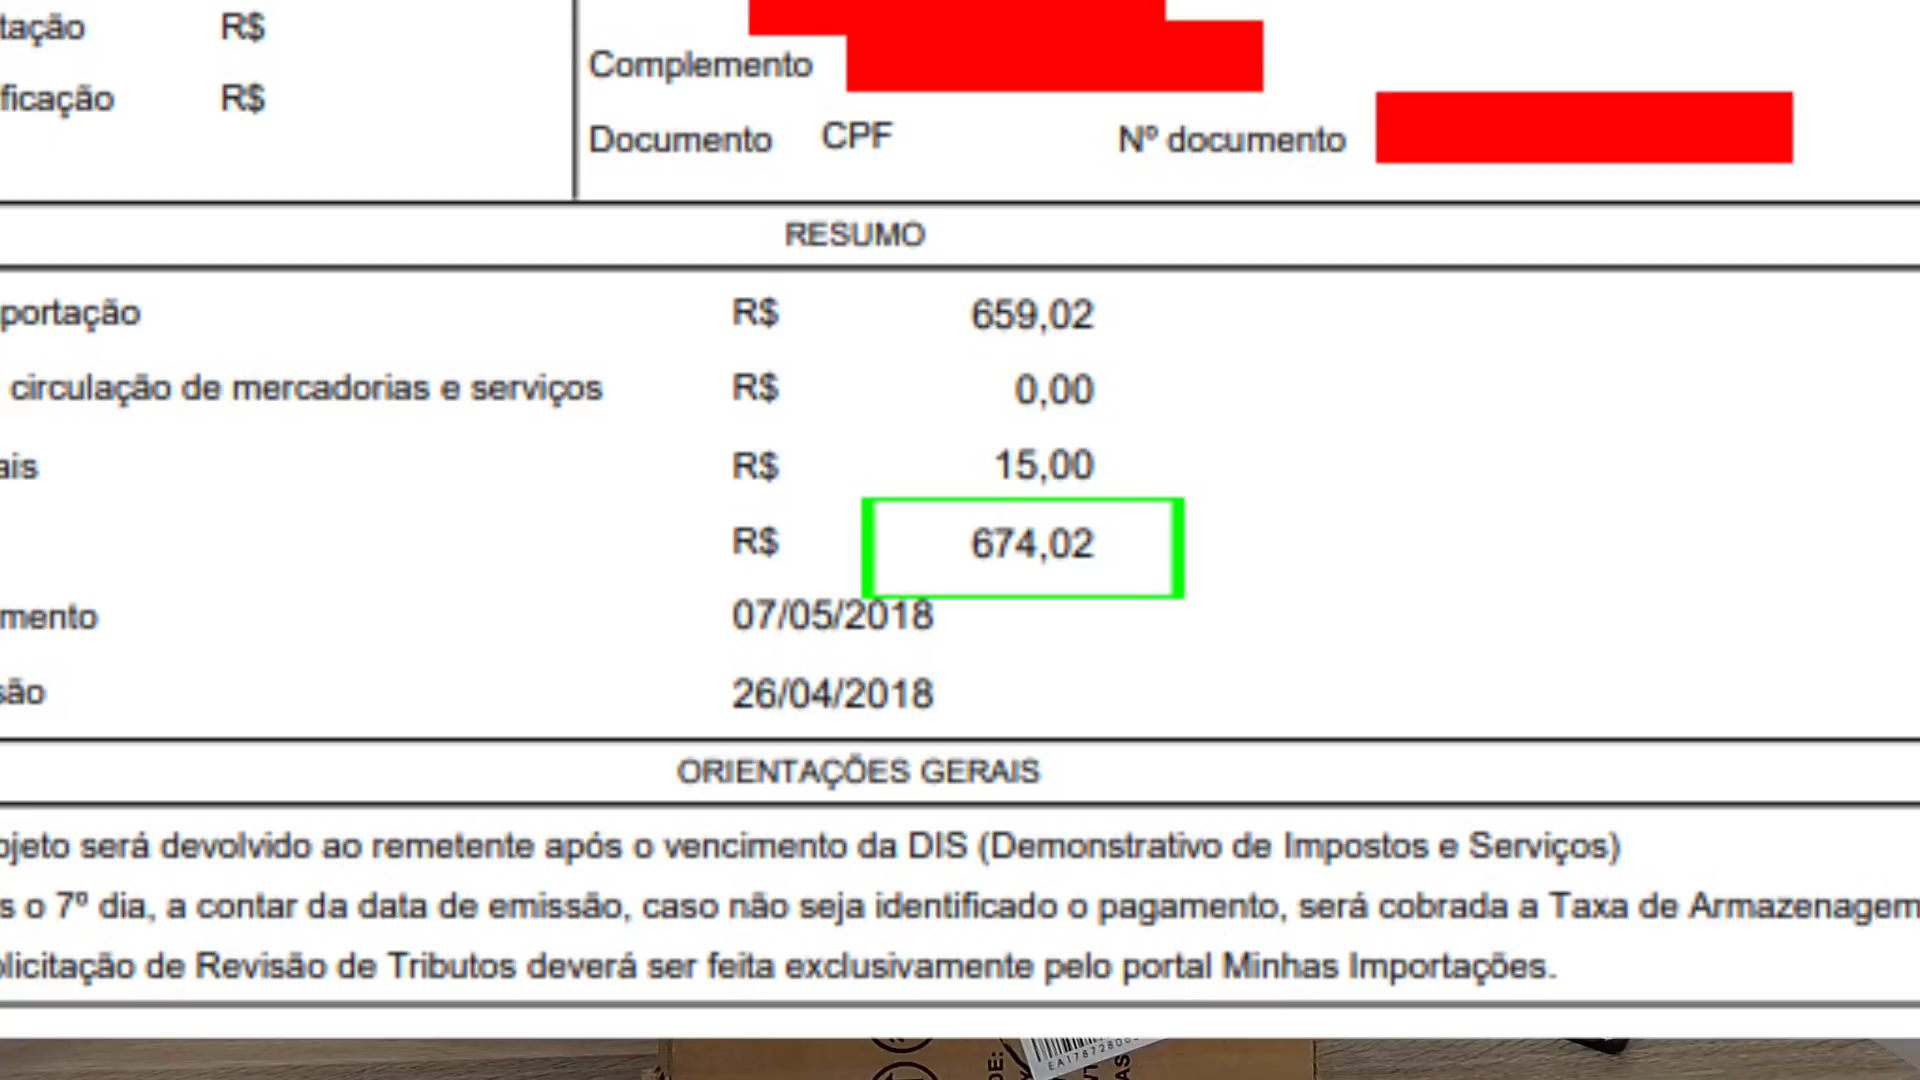 tação R$
Complemento
ficação R$
Documento CPF Nº documento
RESUMO
portação R$ 659,02
circulação de mercadorias e serviços R$ 0,00
ais R$ 15,00
R$ 674,02
mento 07/05/2018
são 26/04/2018
ORIENTAÇÕES GERAIS
ojeto será devolvido ao remetente após o vencimento da DIS (Demonstrativo de Impostos e Serviços)
s o 7º dia, a contar da data de emissão, caso não seja identificado o pagamento, será cobrada a Taxa de Armazenagem
olicitação de Revisão de Tributos deverá ser feita exclusivamente pelo portal Minhas Importações.
DE: